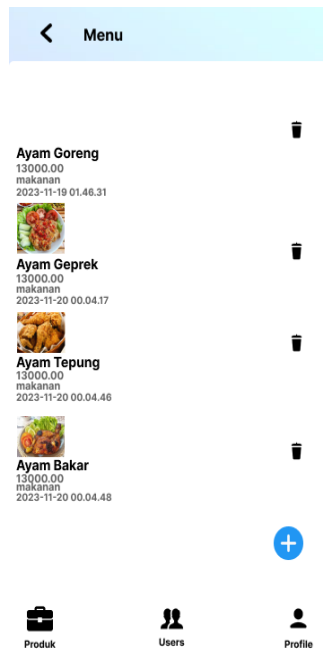 Menu
Ayam Goreng
13000.00
makanan
2023-11-19 01.46.31
Ayam Geprek
13000.00
makanan
2023-11-20 00.04.17
Ayam Tepung
13000.00
makanan
2023-11-20 00.04.46
Ayam Bakar
13000.00
makanan
2023-11-20 00.04.48
Produk
Users
Profile